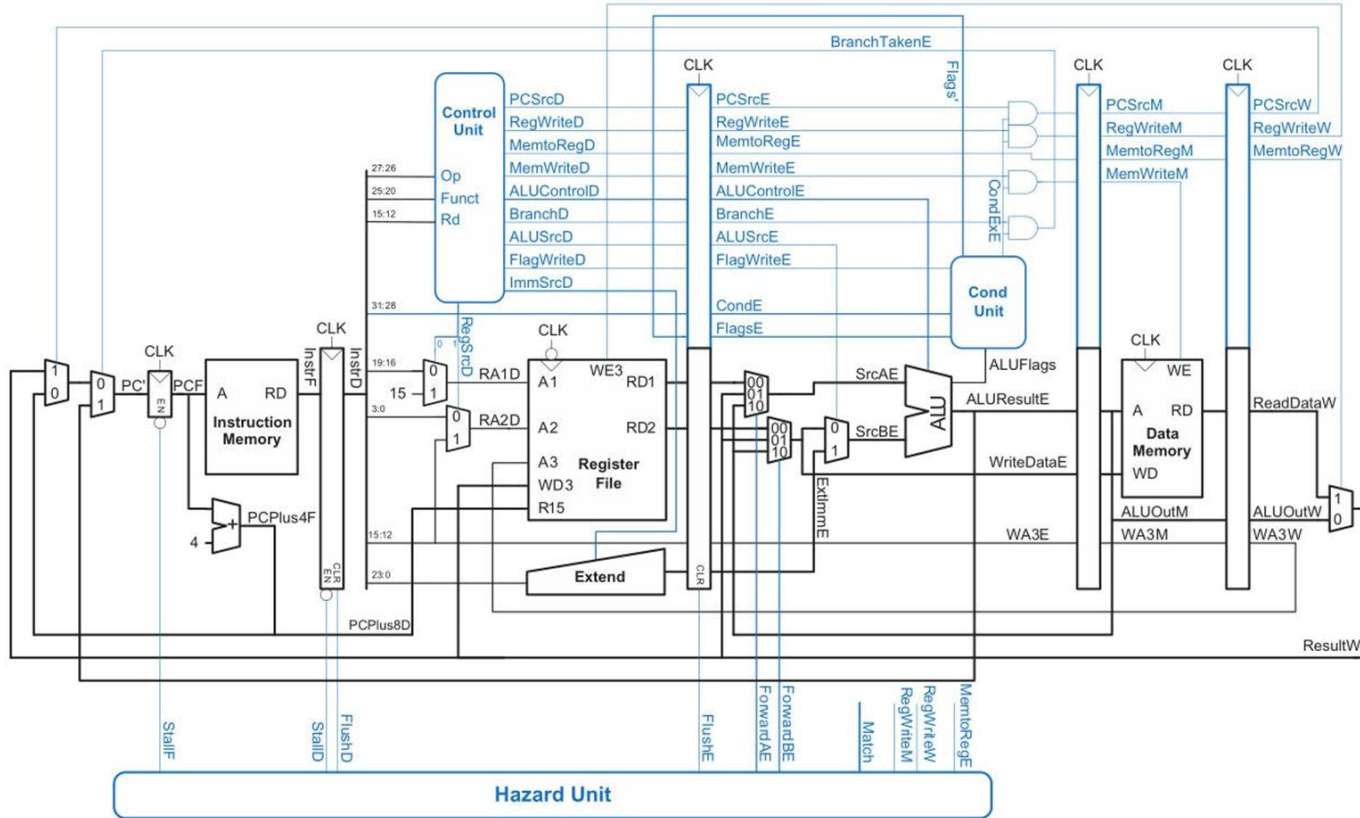 BranchTakenE
CLK
CLK
CLK
Flags'
Control
Unit
PCSrcD
PCSrcE
PCSrcM
PCSrcW
RegWriteD
RegWriteE
RegWriteM
RegWriteW
MemtoRegD
MemtoRegE
MemtoRegM
MemtoRegW
27:26
Op
MemWriteD
MemWriteE
MemWriteM
25:20
Funct
ALUControlD
ALUControlE
CondExE
15:12
Rd
BranchD
BranchE
ALUSrcD
ALUSrcE
FlagWriteD
FlagWriteE
ImmSrcD
Cond
Unit
31:28
CondE
CLK
RegSrcD
CLK
FlagsE
CLK
CLK
0 1
InstrF
InstrD
19:16
0
1
15
RA1D
A1
WE3
RD1
00
01
10
SrcAE
ALUFlags
WE
1
0
0
1
PC'
PCF
EN
A
RD
Instruction
Memory
3:0
0
1
RA2D
A2
RD2
00
01
10
0
1
SrcBE
ALU
ALUResultE
A
RD
Data
Memory
ReadDataW
A3
Register
File
WD3
R15
WriteDataE
WD
1
0
ExtImmE
+
PCPlus4F
4
ALUOutM
ALUOutW
15:12
WA3E
WA3M
WA3W
23:0
Extend
EN
CLR
CLR
PCPlus8D
ResultW
StallF
StallD
FlushD
FlushE
ForwardAE
ForwardBE
Match
RegWriteM
RegWriteW
MemtoRegE
Hazard Unit